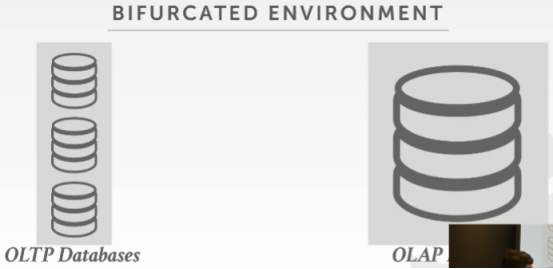 BIFURCATED ENVIRONMENT
OLTP Databases
OLAP